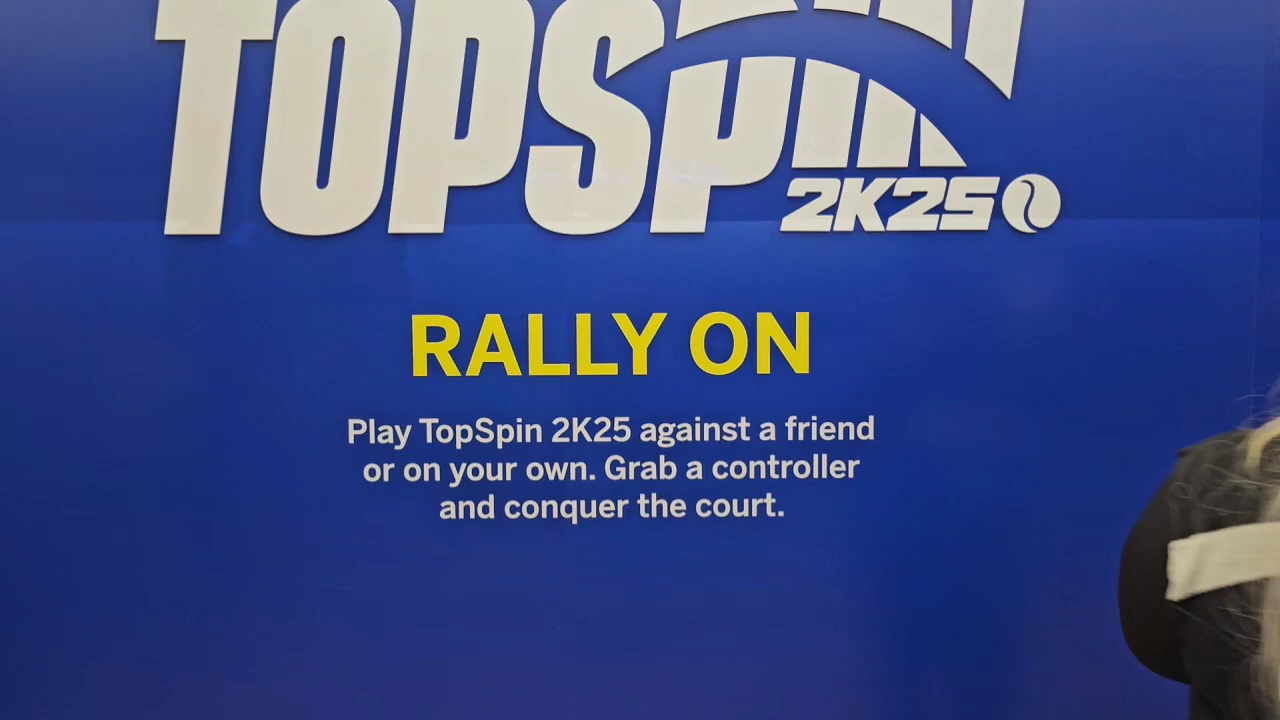 TOPSPIN
2K25
RALLY ON
Play TopSpin 2K25 against a friend
or on your own. Grab a controller
and conquer the court.